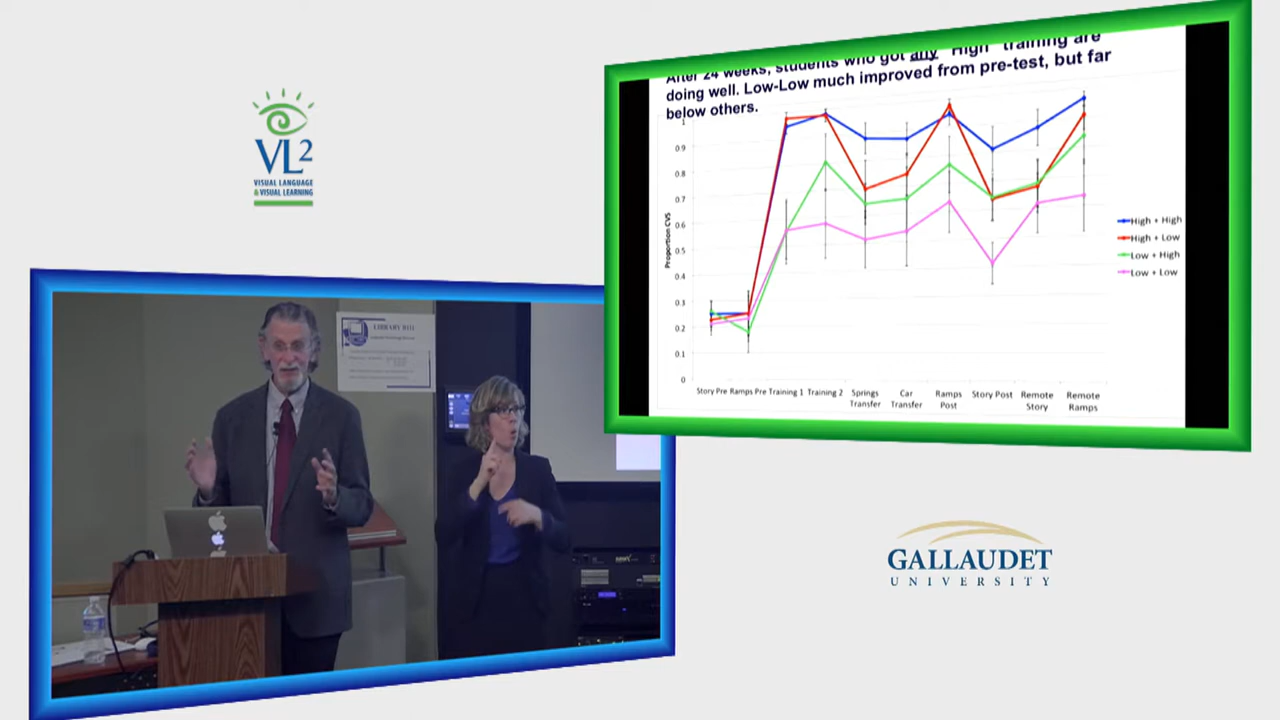 VL2
VISUAL LANGUAGE
& VISUAL LEARNING
After 24 weeks, students who got any "High" training are
doing well. Low-Low much improved from pre-test, but far
below others.
1
0.9
0.8
0.7
0.6
0.5
0.4
0.3
0.2
0.1
0
Proportion CVS
Story Pre Ramps Pre Training 1 Training 2 Springs Transfer Car Transfer Ramps Post Story Post Remote Story Remote Ramps
High + High
High + Low
Low + High
Low + Low
LIBRARY B111
GALLAUDET
UNIVERSITY